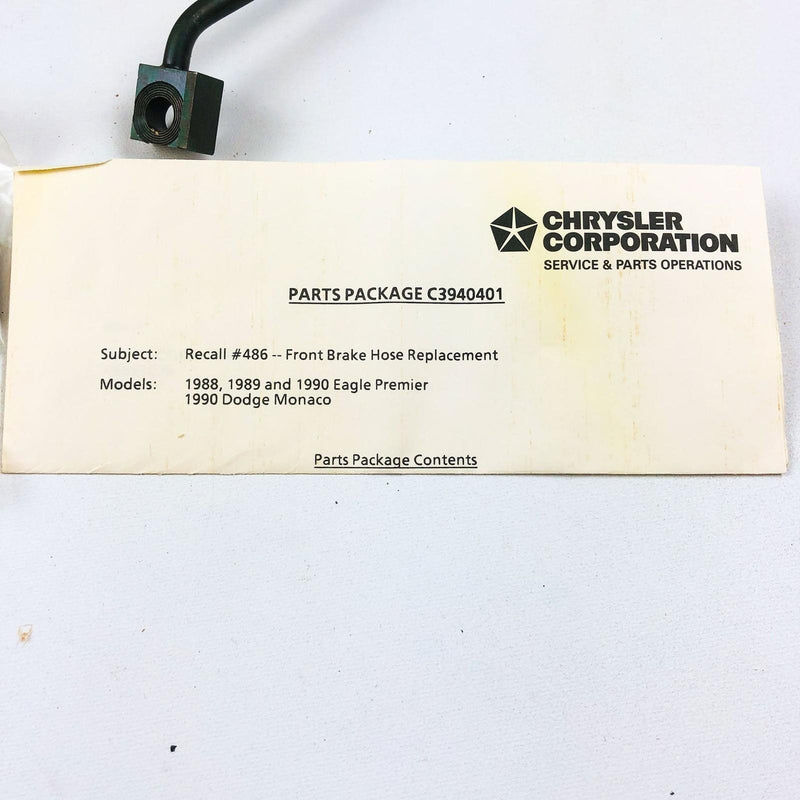 CHRYSLER
CORPORATION
SERVICE & PARTS OPERATIONS
PARTS PACKAGE C3940401
Subject: Recall #486 -- Front Brake Hose Replacement
Models: 1988, 1989 and 1990 Eagle Premier
1990 Dodge Monaco
Parts Package Contents